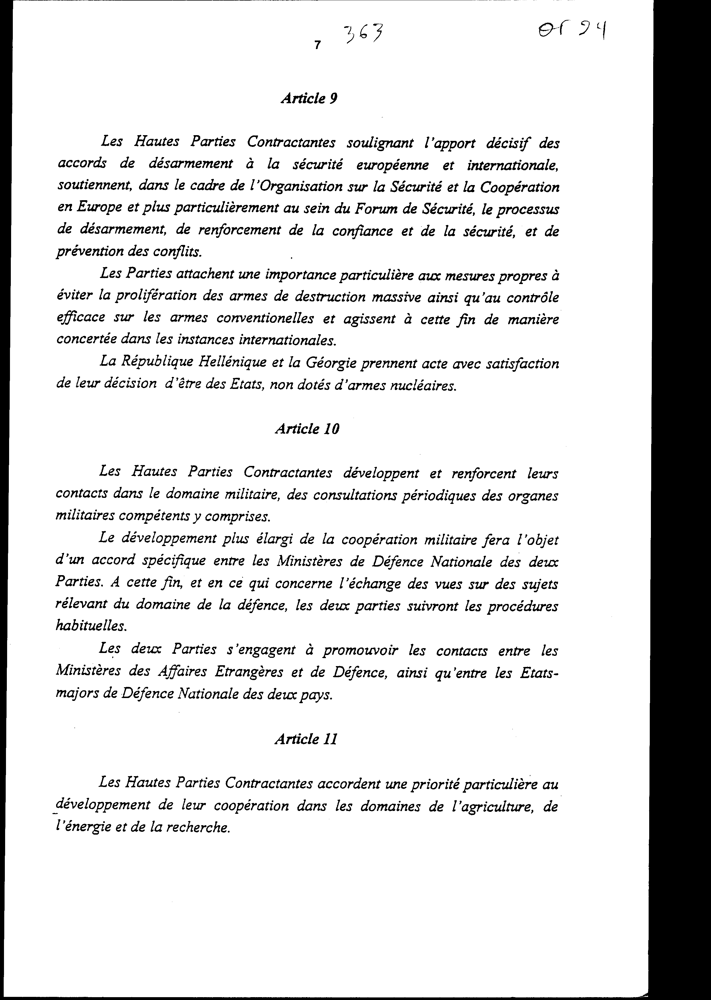 363
7
Article 9
Les Hautes Parties Contractantes soulignant l'apport décisif des
accords de désarmement à la sécurité européenne et internationale,
soutiennent, dans le cadre de l'Organisation sur la Sécurité et la Coopération
en Europe et plus particulièrement au sein du Forum de Sécurité, le processus
de désarmement, de renforcement de la confiance et de la sécurité, et de
prévention des conflits.
Les Parties attachent une importance particulière aux mesures propres à
éviter la prolifération des armes de destruction massive ainsi qu'au contrôle
efficace sur les armes conventionelles et agissent à cette fin de manière
concertée dans les instances internationales.
La République Hellénique et la Géorgie prennent acte avec satisfaction
de leur décision d'être des Etats, non dotés d'armes nucléaires.
Article 10
Les Hautes Parties Contractantes développent et renforcent leurs
contacts dans le domaine militaire, des consultations périodiques des organes
militaires compétents y comprises.
Le développement plus élargi de la coopération militaire fera l'objet
d'un accord spécifique entre les Ministères de Défence Nationale des deux
Parties. A cette fin, et en ce qui concerne l'échange des vues sur des sujets
rélevant du domaine de la défence, les deux parties suivront les procédures
habituelles.
Les deux Parties s'engagent à promouvoir les contacts entre les
Ministères des Affaires Etrangères et de Défence, ainsi qu'entre les Etats-
majors de Défence Nationale des deux pays.
Article 11
Les Hautes Parties Contractantes accordent une priorité particulière au
développement de leur coopération dans les domaines de l'agriculture, de
l'énergie et de la recherche.